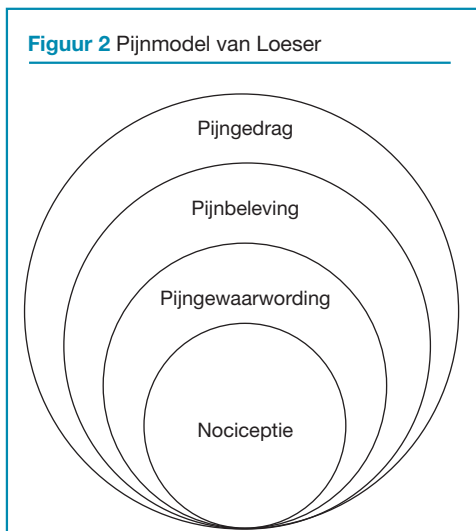 Figuur 2 Pijnmodel van Loeser
Pijngedrag
Pijnbeleving
Pijngewaarwording
Nociceptie